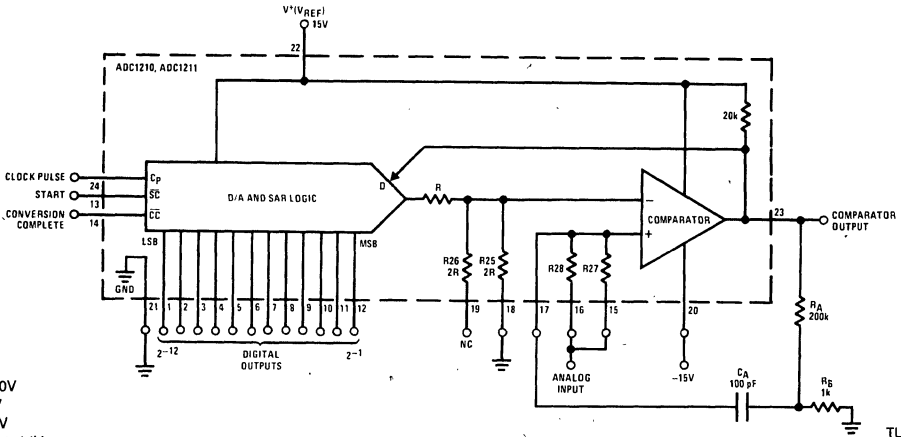 V⁺(VREF)
15V
22
ADC1210, ADC1211
20k
CLOCK PULSE
24
CP
START
13
SC
CONVERSION
COMPLETE
14
CC
D/A AND SAR LOGIC
D
R
LSB
MSB
COMPARATOR
−
+
23
COMPARATOR
OUTPUT
R26
2R
R25
2R
R28
R27
GND
21
1
2
3
4
5
6
7
8
9
10
11
12
19
18
17
16
15
20
2⁻¹²
DIGITAL
OUTPUTS
2⁻¹
NC
ANALOG
INPUT
−15V
RA
200k
CA
100 pF
RB
1k
0V
V
TL